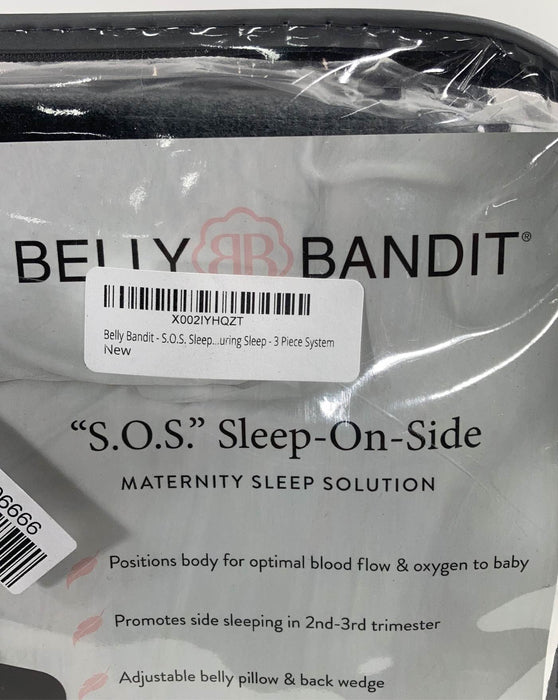 BELLY BB BANDIT®
X002IYHQZT
Belly Bandit - S.O.S. Sleep...uring Sleep - 3 Piece System
New
“S.O.S.” Sleep-On-Side
MATERNITY SLEEP SOLUTION
6666
Positions body for optimal blood flow & oxygen to baby
Promotes side sleeping in 2nd-3rd trimester
Adjustable belly pillow & back wedge